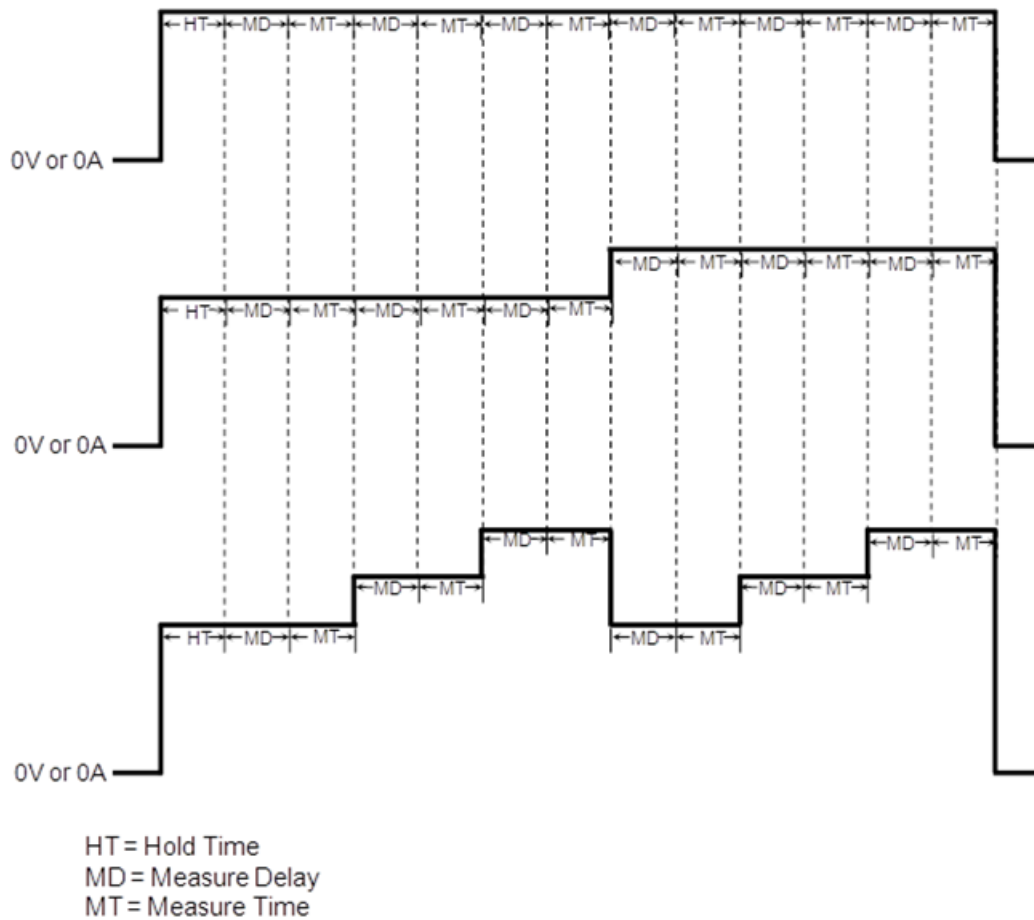 HT MD MT MD MT MD MT MD MT MD MT MD MT
0V or 0A
MD MT MD MT MD MT
HT MD MT MD MT MD MT
0V or 0A
MD MT MD MT
MD MT MD MT
HT MD MT MD MT
0V or 0A
HT = Hold Time
MD = Measure Delay
MT = Measure Time